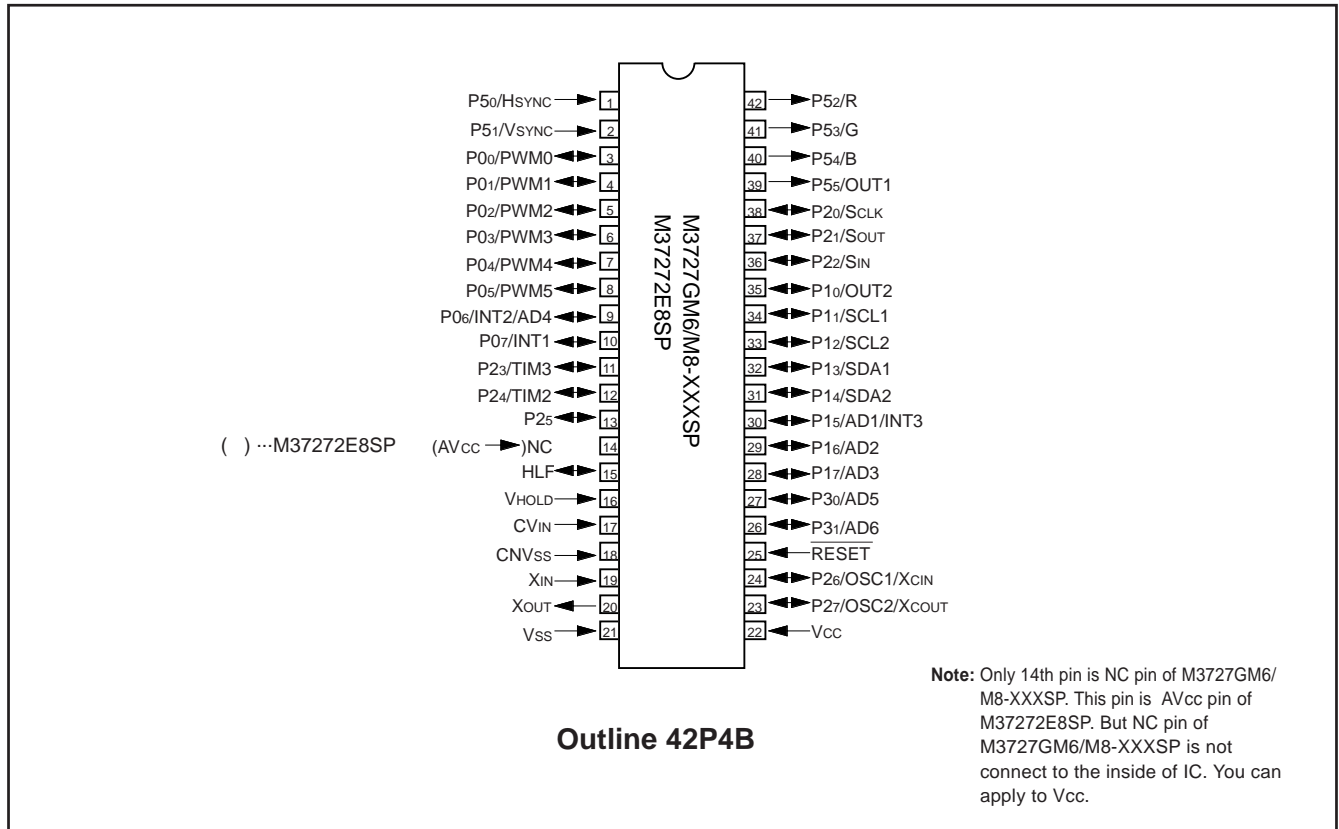 P50/HSYNC 1 42 P52/R
P51/VSYNC 2 41 P53/G
P00/PWM0 3 40 P54/B
P01/PWM1 4 39 P55/OUT1
P02/PWM2 5 38 P20/SCLK
P03/PWM3 6 37 P21/SOUT
P04/PWM4 7 36 P22/SIN
P05/PWM5 8 35 P10/OUT2
P06/INT2/AD4 9 34 P11/SCL1
P07/INT1 10 33 P12/SCL2
P23/TIM3 11 32 P13/SDA1
P24/TIM2 12 31 P14/SDA2
P25 13 30 P15/AD1/INT3
( ) ···M37272E8SP (AVCC )NC 14 29 P16/AD2
HLF 15 28 P17/AD3
VHOLD 16 27 P30/AD5
CVIN 17 26 P31/AD6
CNVSS 18 25 RESET
XIN 19 24 P26/OSC1/XCIN
XOUT 20 23 P27/OSC2/XCOUT
VSS 21 22 VCC
M3727GM6/M8-XXXSP
M37272E8SP
Outline 42P4B
Note: Only 14th pin is NC pin of M3727GM6/
M8-XXXSP. This pin is AVcc pin of
M37272E8SP. But NC pin of
M3727GM6/M8-XXXSP is not
connect to the inside of IC. You can
apply to Vcc.